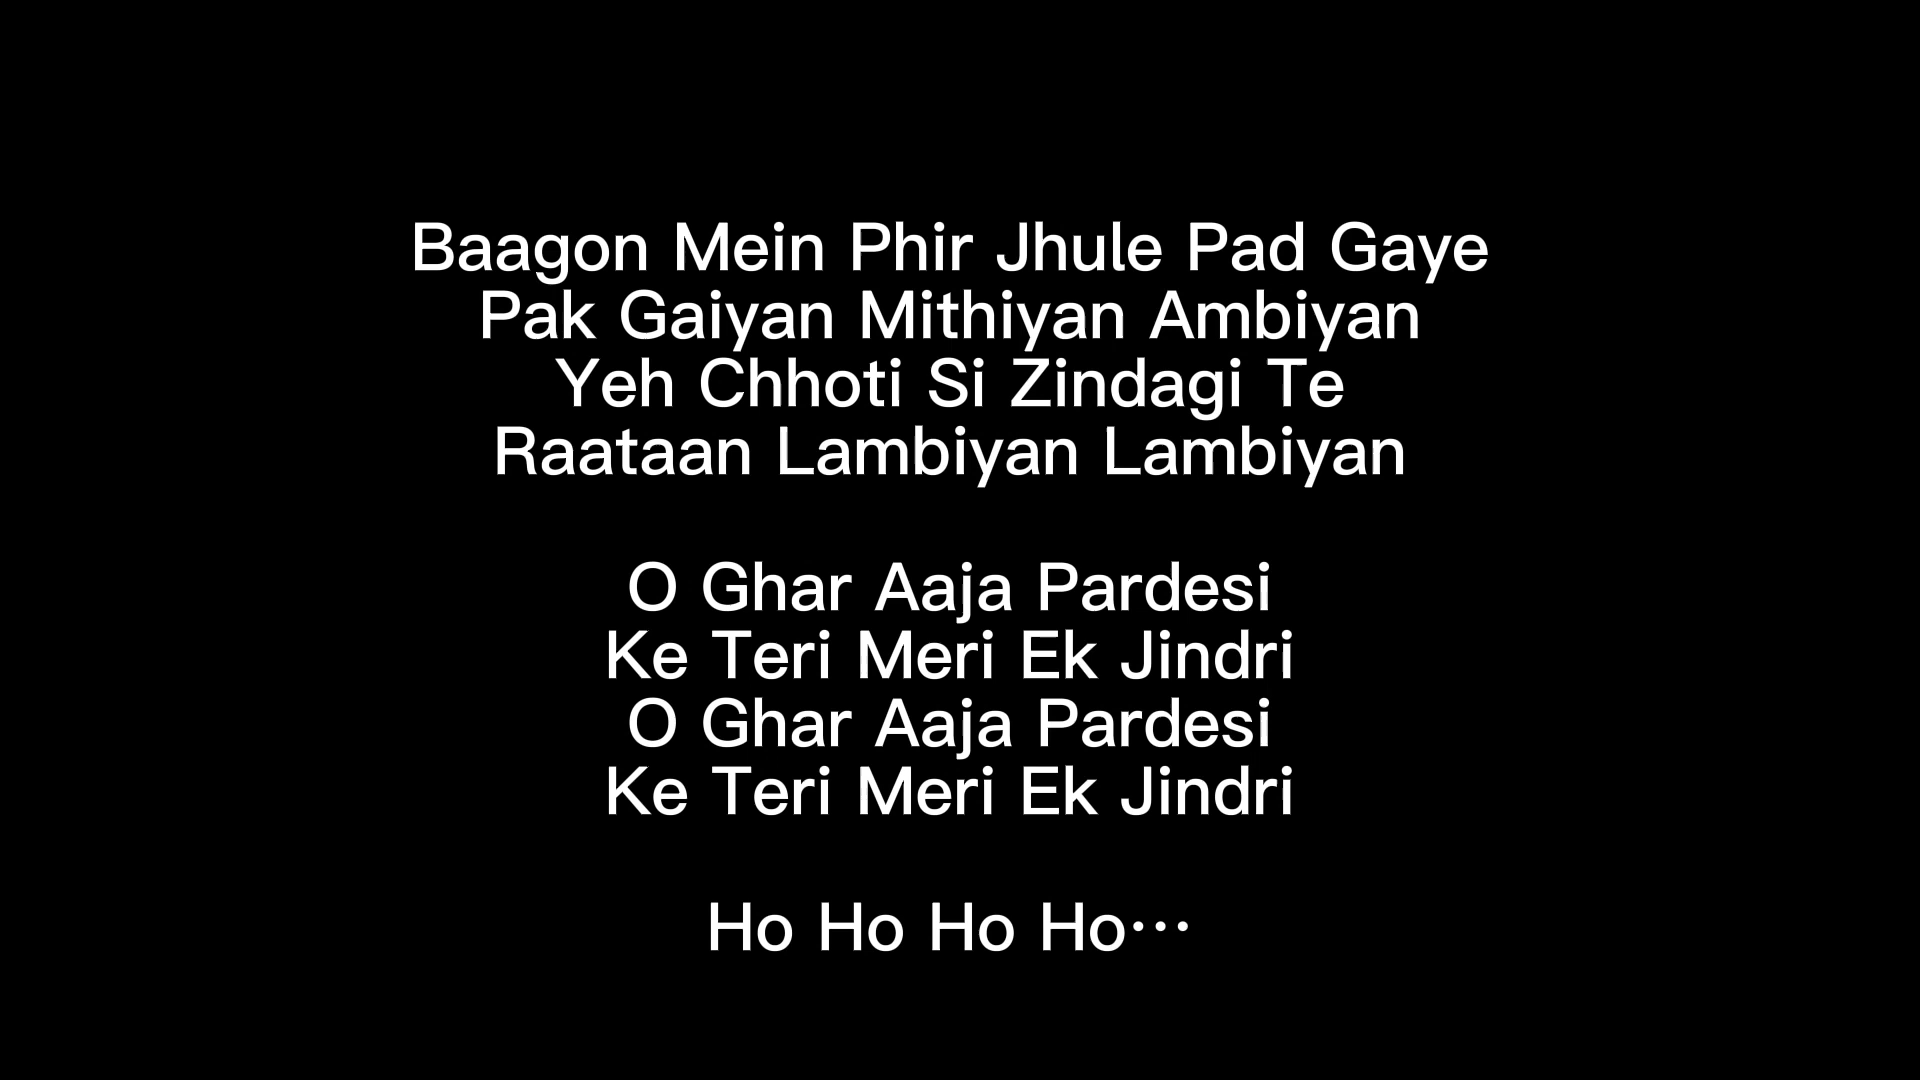 Baagon Mein Phir Jhule Pad Gaye
Pak Gaiyan Mithiyan Ambiyan
Yeh Chhoti Si Zindagi Te
Raataan Lambiyan Lambiyan
O Ghar Aaja Pardesi
Ke Teri Meri Ek Jindri
O Ghar Aaja Pardesi
Ke Teri Meri Ek Jindri
Ho Ho Ho Ho…